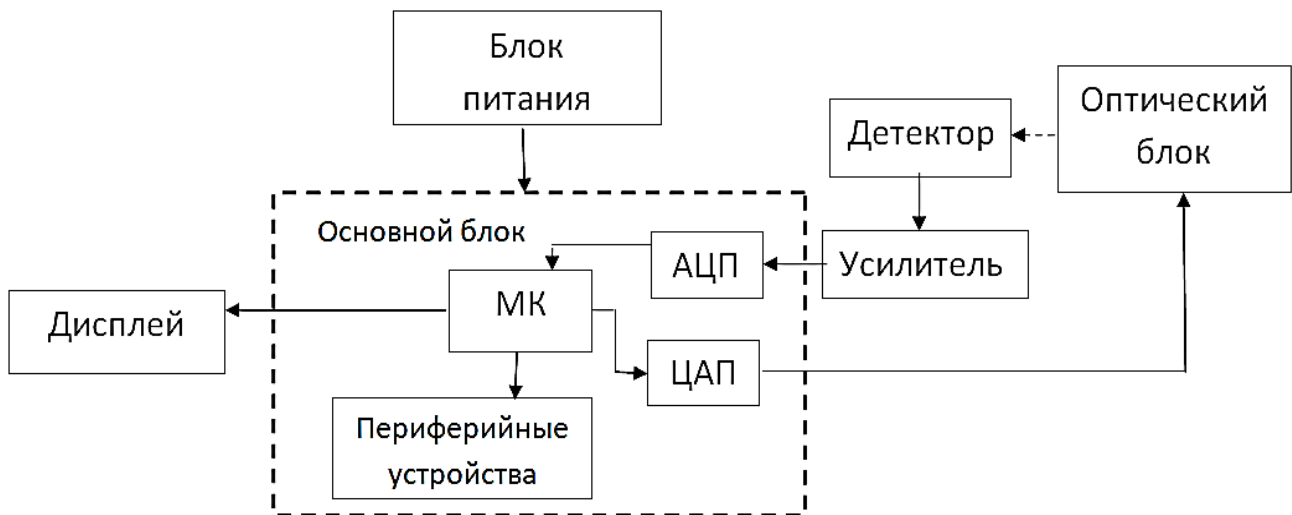 Блок
питания
Оптический
блок
Детектор
Основной блок
АЦП
Усилитель
МК
Дисплей
ЦАП
Периферийные
устройства